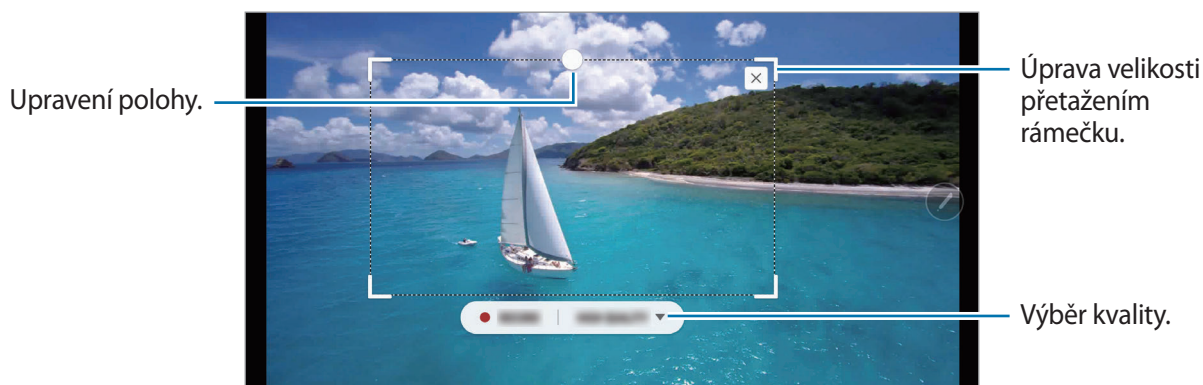 Upravení polohy.
Úprava velikosti
přetažením
rámečku.
Výběr kvality.